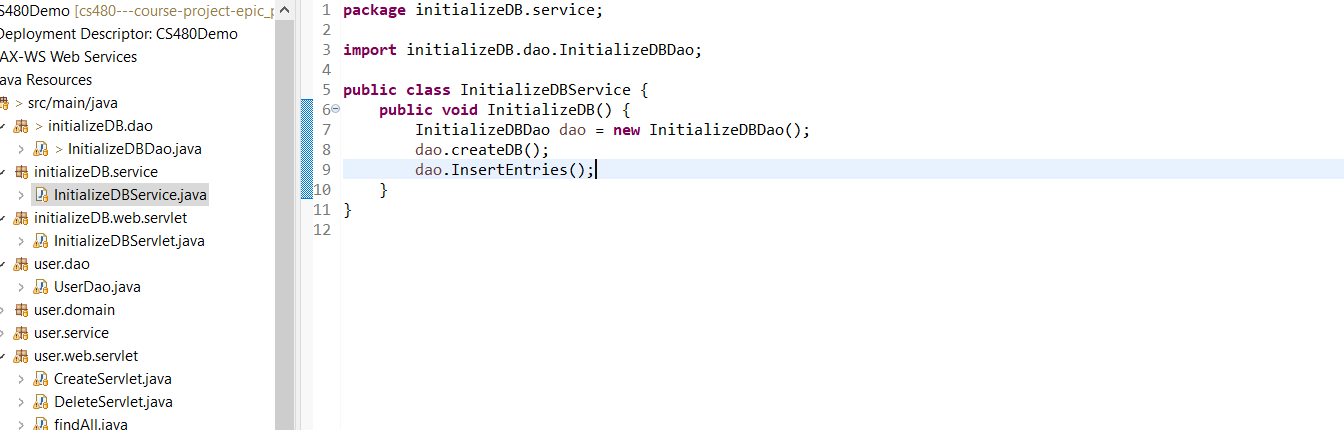 S480Demo [cs480---course-project-epic_p
Deployment Descriptor: CS480Demo
AX-WS Web Services
ava Resources
> src/main/java
> initializeDB.dao
> InitializeDBDao.java
initializeDB.service
InitializeDBService.java
initializeDB.web.servlet
InitializeDBServlet.java
user.dao
UserDao.java
user.domain
user.service
user.web.servlet
CreateServlet.java
DeleteServlet.java
findAll.java
1 package initializeDB.service;
2
3 import initializeDB.dao.InitializeDBDao;
4
5 public class InitializeDBService {
6 public void InitializeDB() {
7 InitializeDBDao dao = new InitializeDBDao();
8 dao.createDB();
9 dao.InsertEntries();
10 }
11 }
12